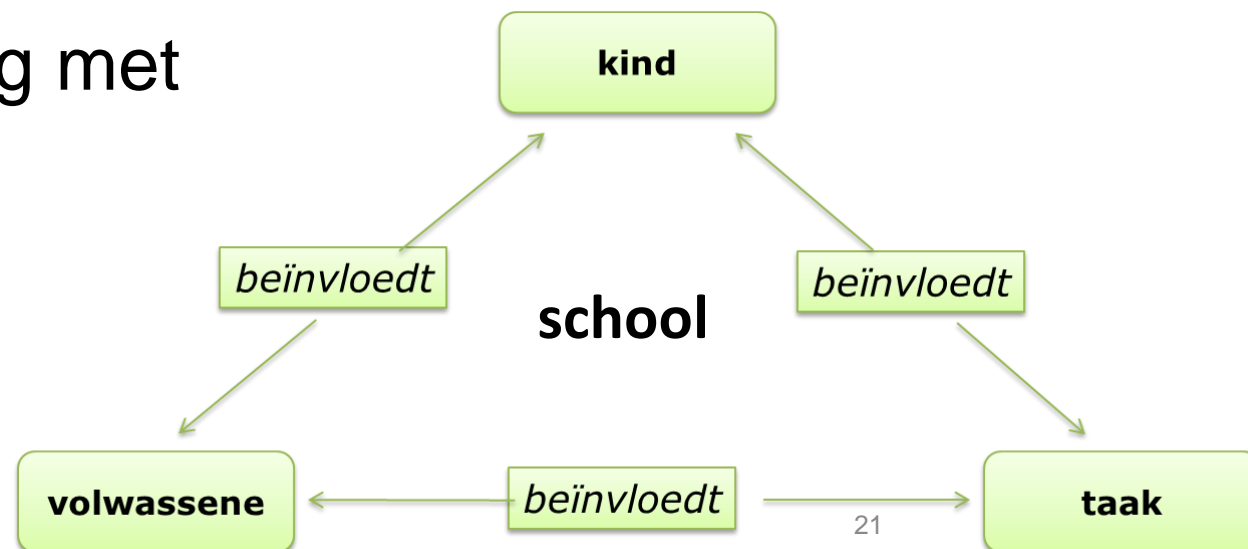 g met
kind
beïnvloedt
beïnvloedt
school
volwassene
beïnvloedt
taak
21